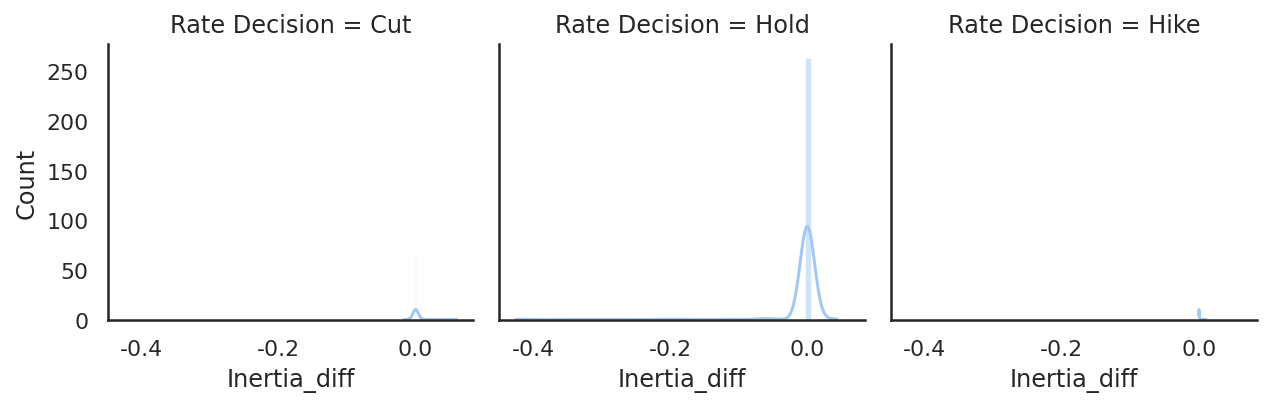 Rate Decision = Cut
Rate Decision = Hold
Rate Decision = Hike
Count
250
200
150
100
50
0
-0.4
-0.2
0.0
-0.4
-0.2
0.0
-0.4
-0.2
0.0
Inertia_diff
Inertia_diff
Inertia_diff